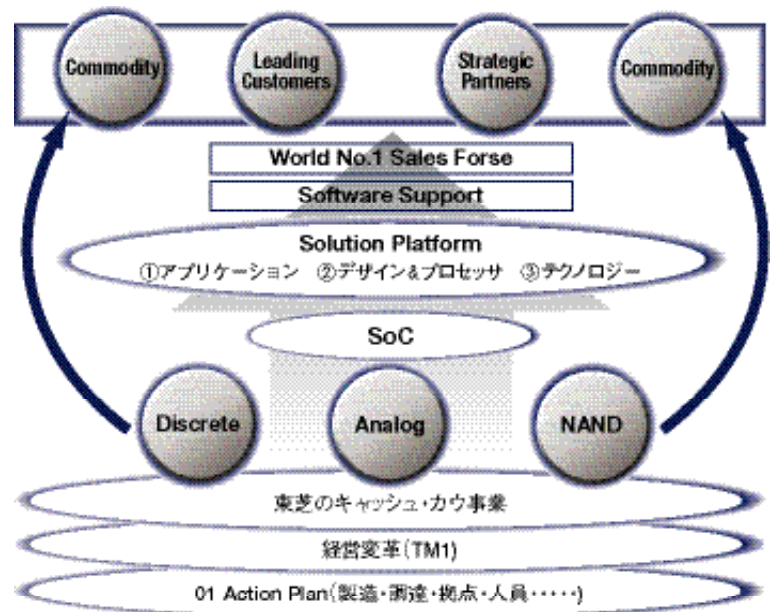 Commodity
Leading
Customers
Strategic
Partners
Commodity
World No.1 Sales Forse
Software Support
Solution Platform
①アプリケーション ②デザイン&プロセッサ ③テクノロジー
SoC
Discrete
Analog
NAND
東芝のキャッシュ・カウ事業
経営変革(TM1)
01 Action Plan(製造・調達・拠点・人員・・・・・)